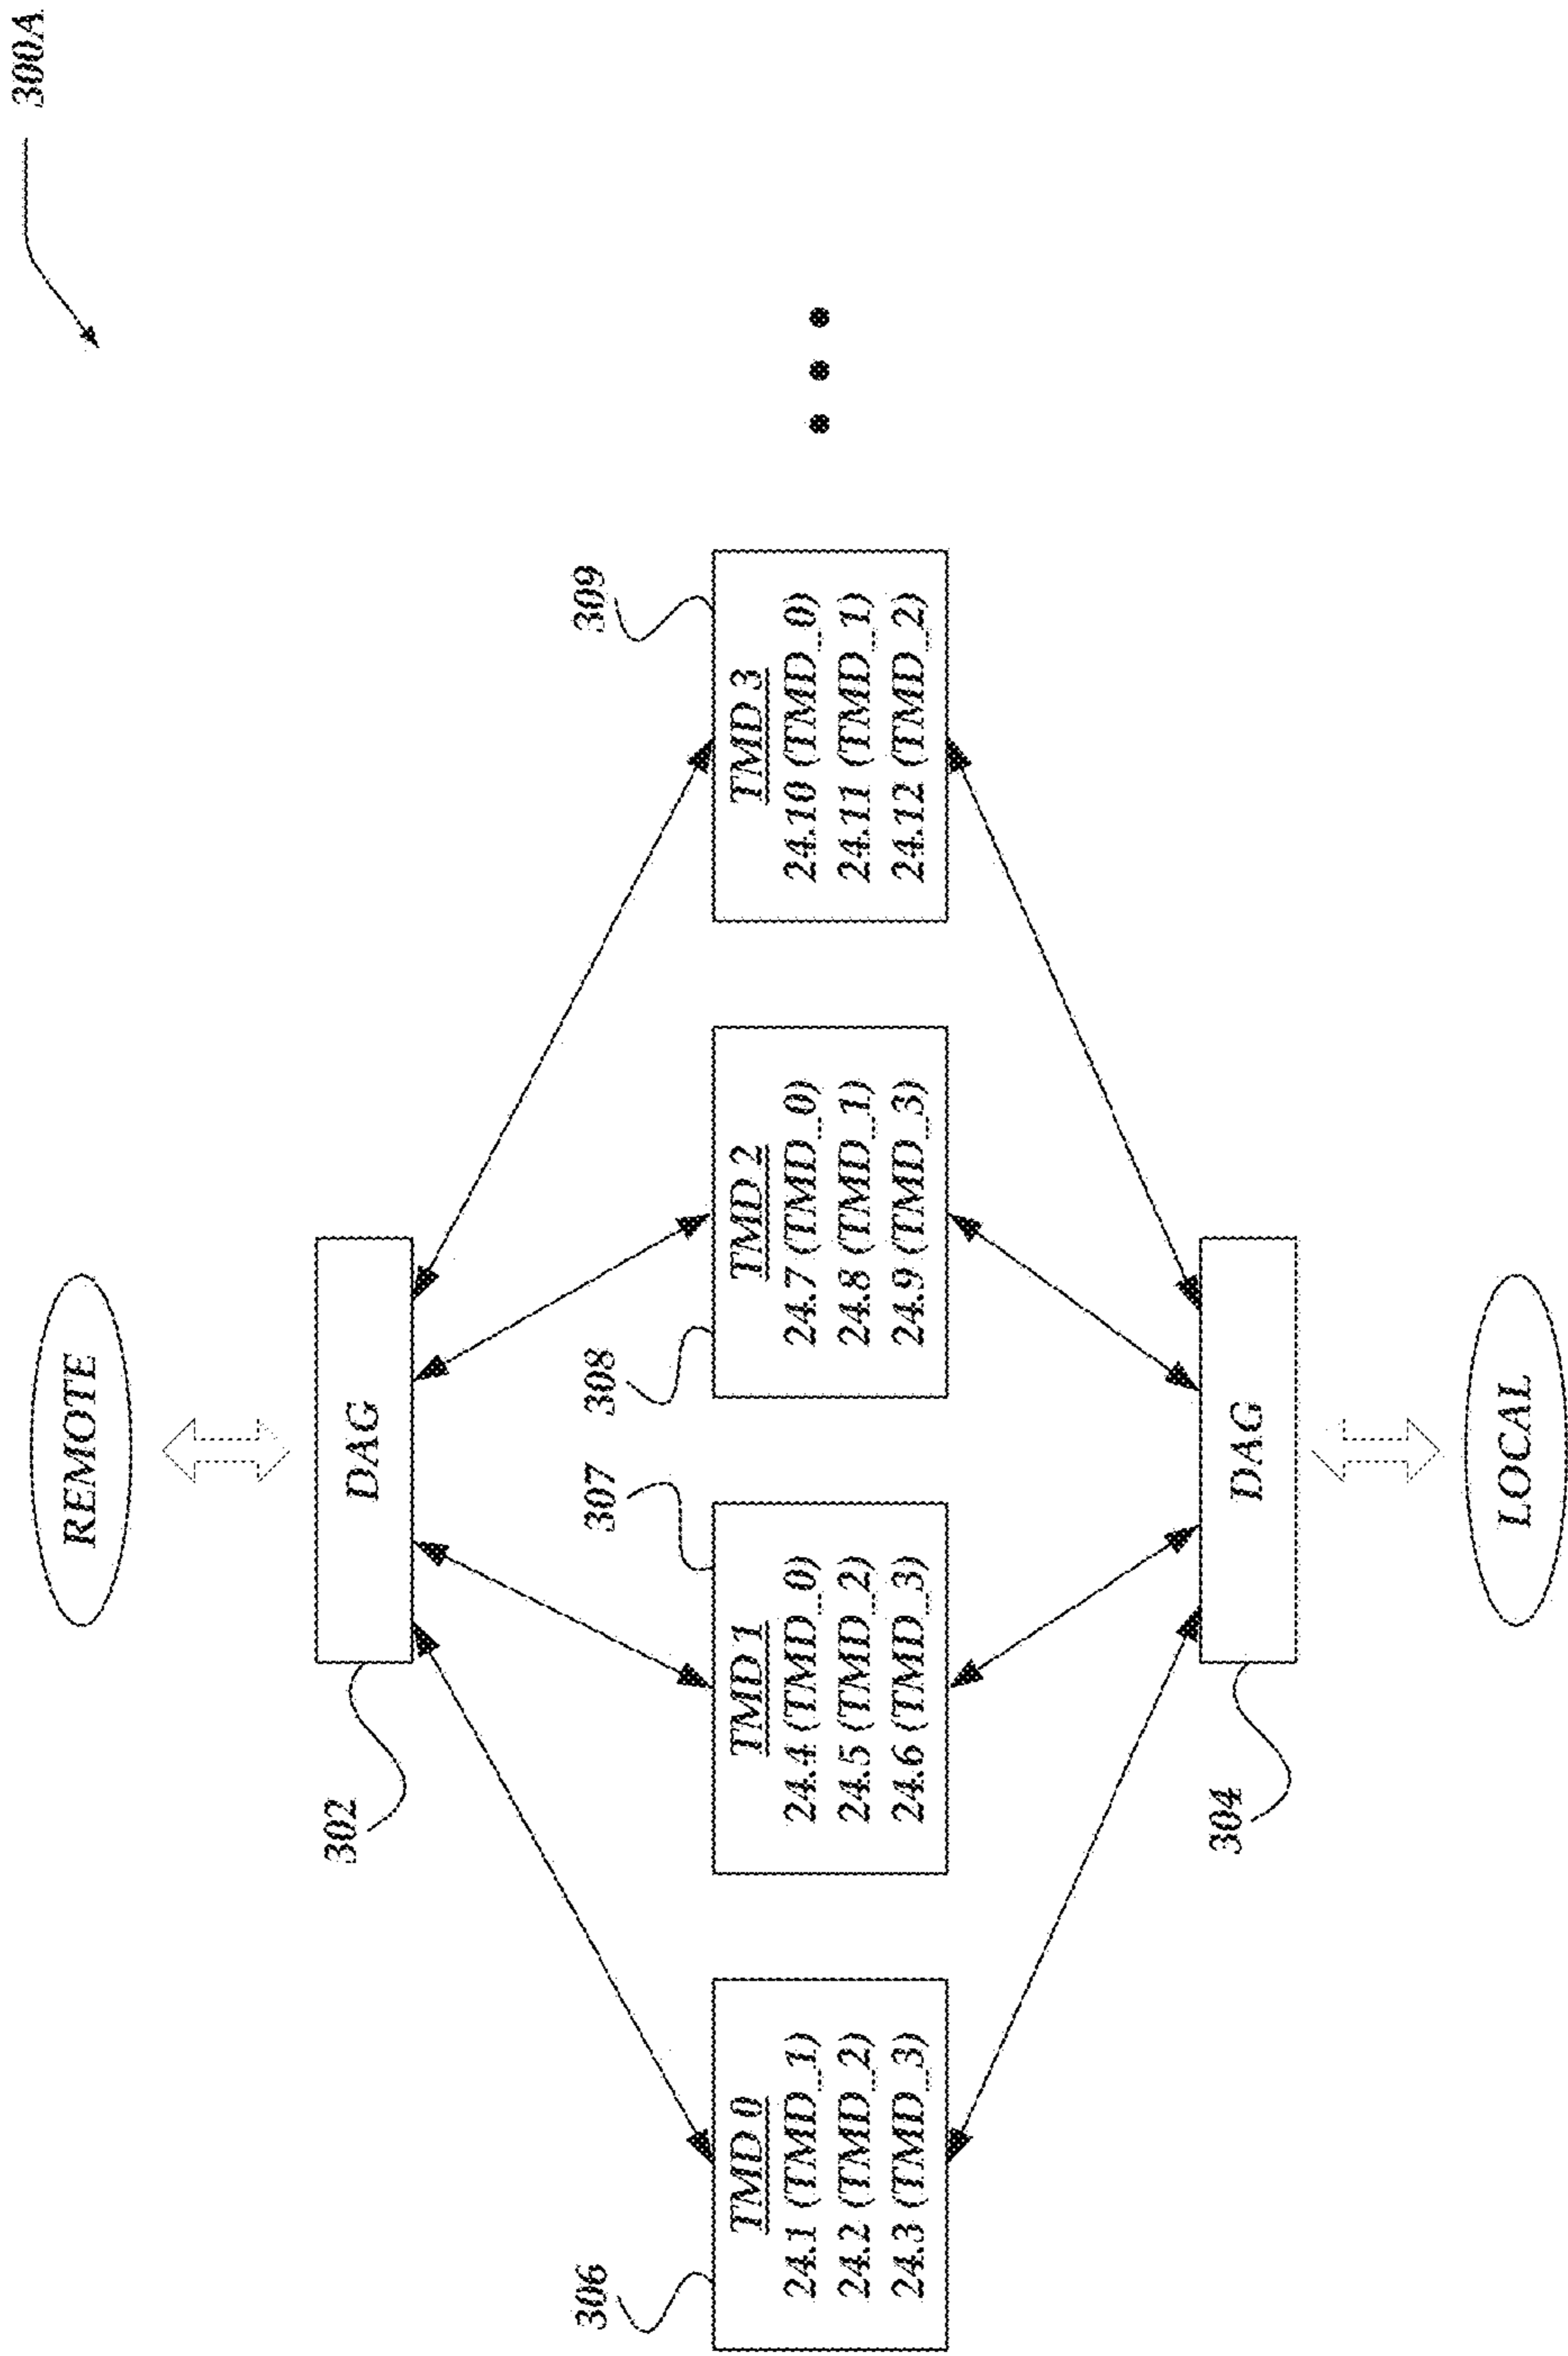 300A
REMOTE
DAG
302
306
307
308
309
TMD 0
24.1 (TMD_1)
24.2 (TMD_2)
24.3 (TMD_3)
TMD 1
24.4 (TMD_0)
24.5 (TMD_2)
24.6 (TMD_3)
TMD 2
24.7 (TMD_0)
24.8 (TMD_1)
24.9 (TMD_3)
TMD 3
24.10 (TMD_0)
24.11 (TMD_1)
24.12 (TMD_2)
304
DAG
LOCAL